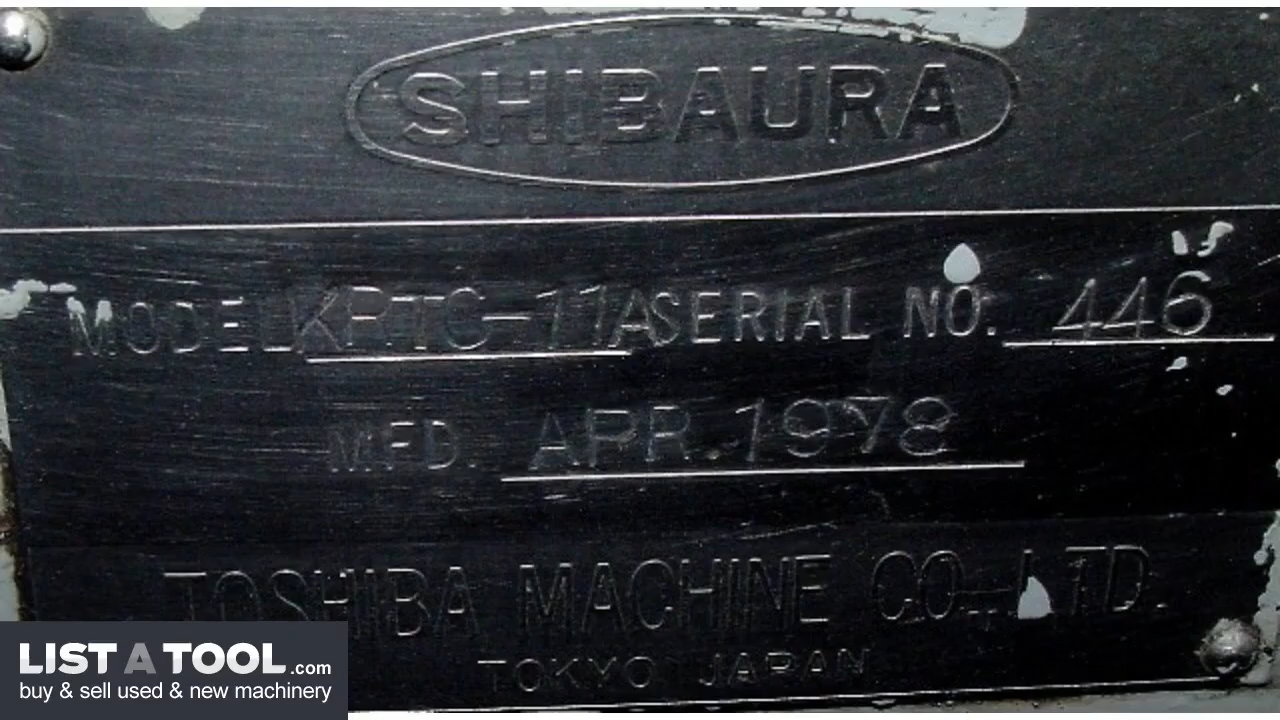 SHIBAURA
MODEL KRTC-11A SERIAL NO. 446
MFD. APR. 1978
TOSHIBA MACHINE CO., LTD.
TOKYO JAPAN
LIST A TOOL.com
buy & sell used & new machinery